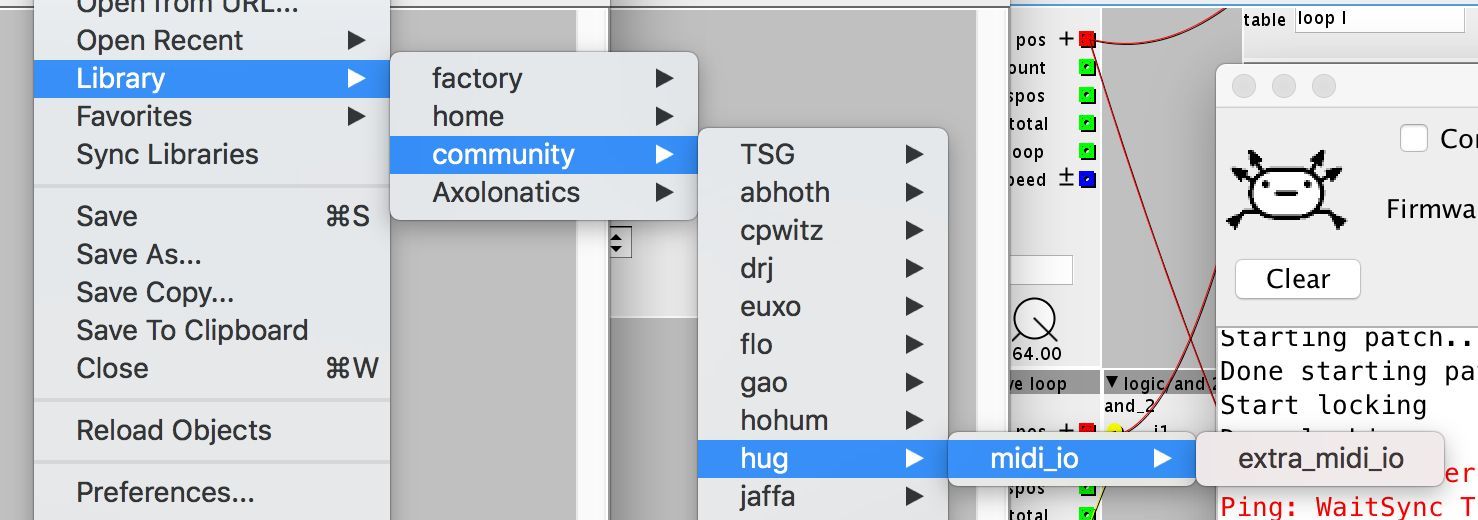 Open from URL...
Open Recent
Library
Favorites
Sync Libraries
Save ⌘S
Save As...
Save Copy...
Save To Clipboard
Close ⌘W
Reload Objects
Preferences...
factory
home
community
Axolonatics
TSG
abhoth
cpwitz
drj
euxo
flo
gao
hohum
hug
jaffa
midi_io
extra_midi_io
pos +
ount
spos
total
oop
peed ±
64.00
ve loop
pos +
spos
total
logic/and 2
and_2
i1
table loop l
Cor
Firmwa
Clear
Starting patch..
Done starting pa
Start locking
er
Ping: WaitSync T